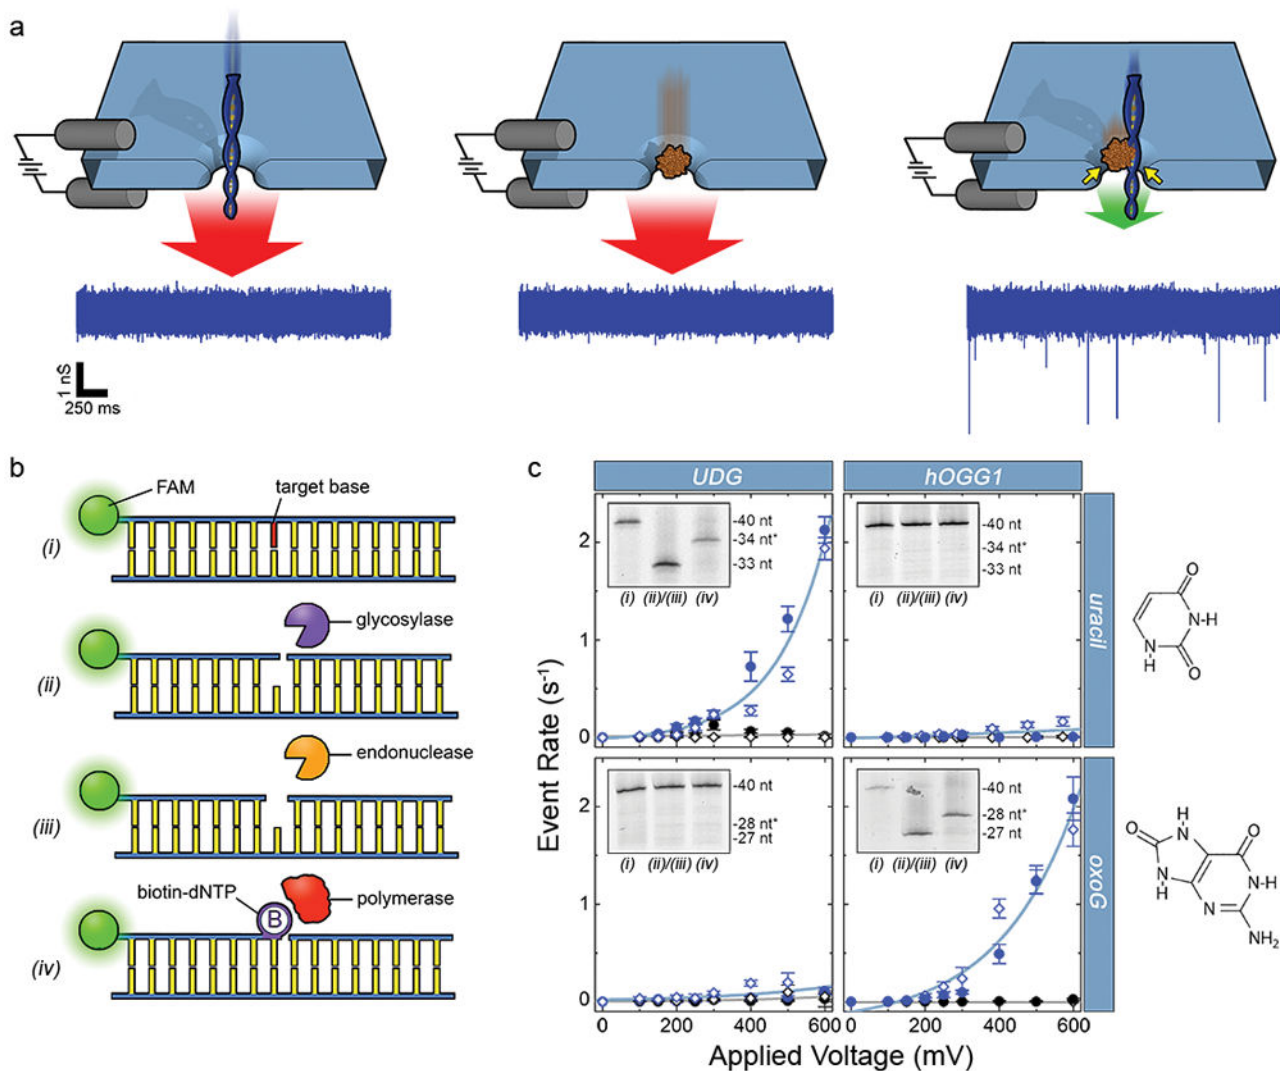 a
1 nS
250 ms
b
FAM
target base
(i)
glycosylase
(ii)
endonuclease
(iii)
biotin-dNTP
polymerase
B
(iv)
c
UDG
hOGG1
Event Rate (s⁻¹)
2
1
0
-40 nt
-34 nt*
-33 nt
(i) (ii)/(iii) (iv)
-40 nt
-34 nt*
-33 nt
(i) (ii)/(iii) (iv)
uracil
O
NH
N
H
O
2
1
0
-40 nt
-28 nt*
-27 nt
(i) (ii)/(iii) (iv)
-40 nt
-28 nt*
-27 nt
(i) (ii)/(iii) (iv)
oxoG
H
N
O
O
NH
N
H
N
NH₂
0 200 400 600
0 200 400 600
Applied Voltage (mV)